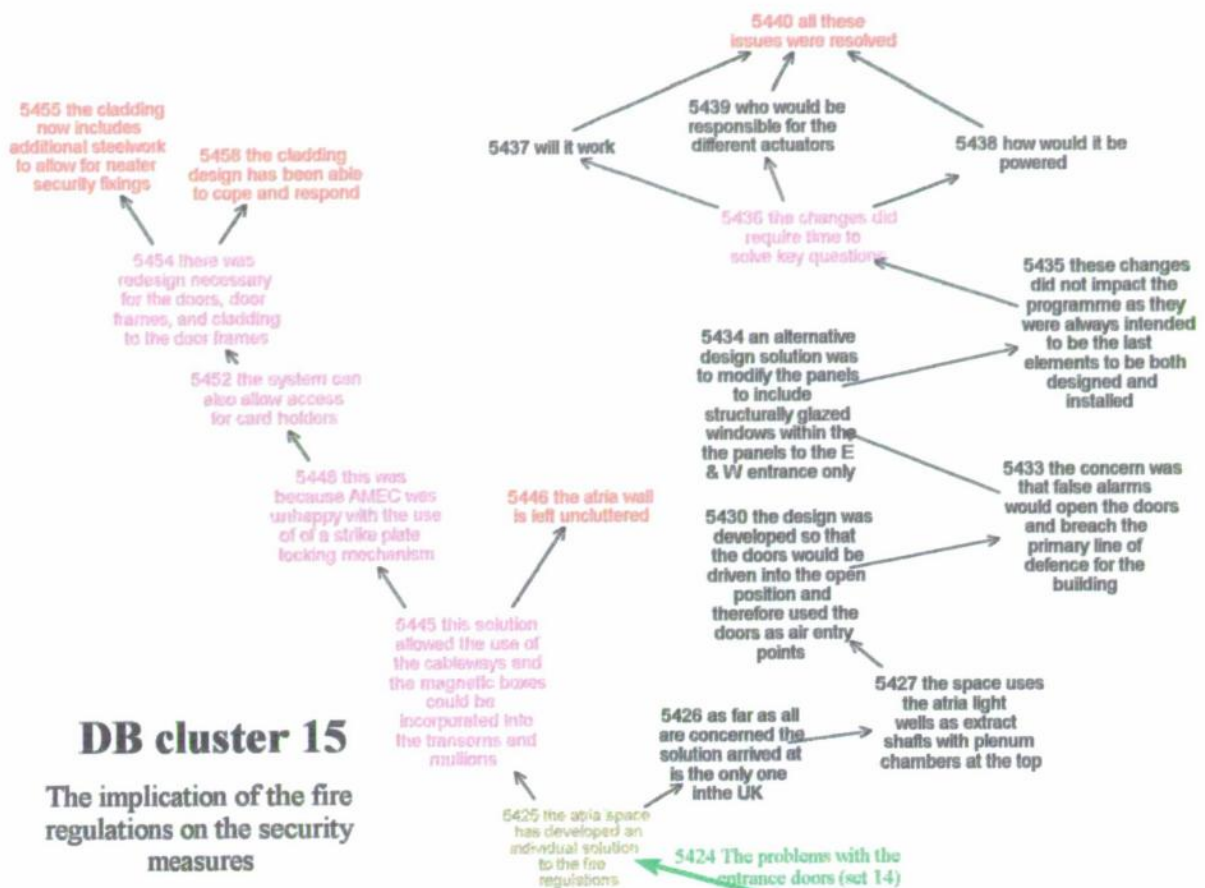 5440 all these
issues were resolved
5455 the cladding
now includes
additional steelwork
to allow for neater
security fixings
5458 the cladding
design has been able
to cope and respond
5437 will it work
5439 who would be
responsible for the
different actuators
5438 how would it be
powered
5436 the changes did
require time to
solve key questions
5454 there was
redesign necessary
for the doors, door
frames, and cladding
to the door frames
5435 these changes
did not impact the
programme as they
were always intended
to be the last
elements to be both
designed and
installed
5434 an alternative
design solution was
to modify the panels
to include
structurally glazed
windows within the
the panels to the E
& W entrance only
5452 the system can
also allow access
for card holders
5448 this was
because AMEC was
unhappy with the use
of of a strike plate
locking mechanism
5446 the atria wall
is left uncluttered
5433 the concern was
that false alarms
would open the doors
and breach the
primary line of
defence for the
building
5430 the design was
developed so that
the doors would be
driven into the open
position and
therefore used the
doors as air entry
points
5445 this solution
allowed the use of
the cableways and
the magnetic boxes
could be
incorporated into
the transoms and
mullions
5427 the space uses
the atria light
wells as extract
shafts with plenum
chambers at the top
5426 as far as all
are concerned the
solution arrived at
is the only one
inthe UK
DB cluster 15
The implication of the fire
regulations on the security
measures
5425 the atria space
has developed an
individual solution
to the fire
regulations
5424 The problems with the
entrance doors (set 14)